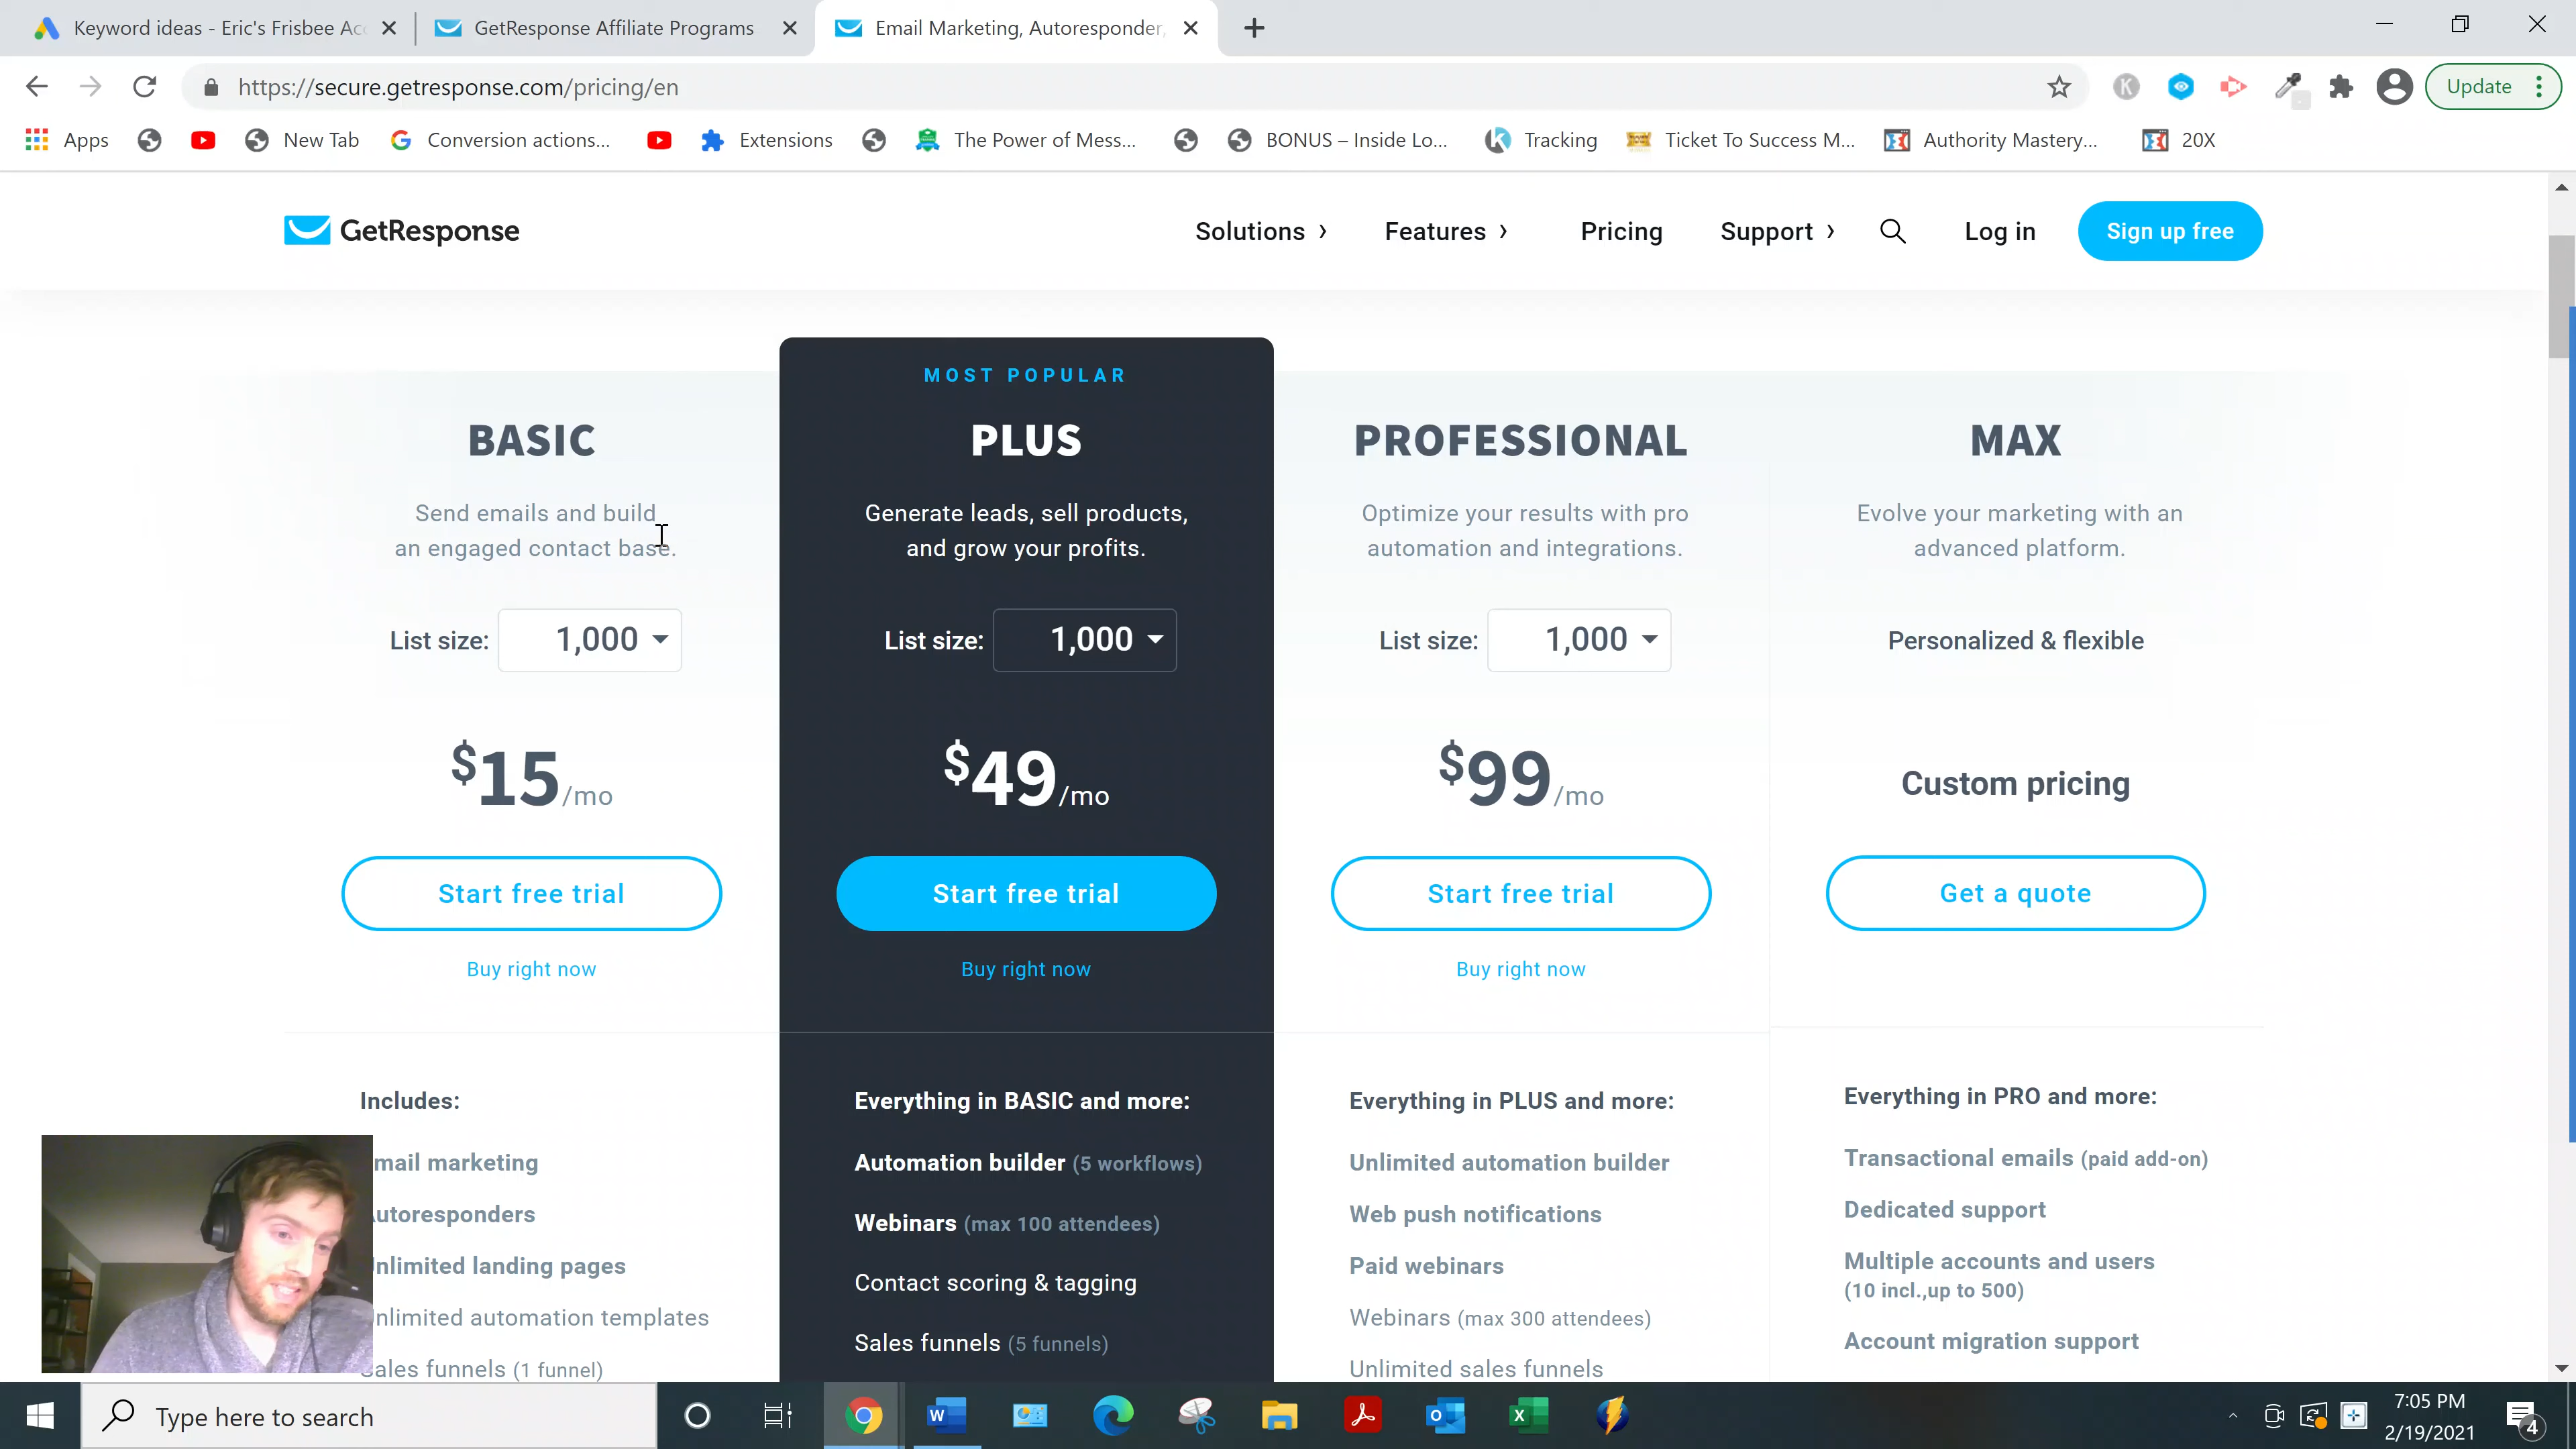 Keyword ideas - Eric's Frisbee Acc
GetResponse Affiliate Programs
Email Marketing, Autoresponder,
https://secure.getresponse.com/pricing/en
Update
Apps
New Tab
Conversion actions...
Extensions
The Power of Mess...
BONUS – Inside Lo...
Tracking
Ticket To Success M...
Authority Mastery...
20X
GetResponse
Solutions
Features
Pricing
Support
Log in
Sign up free
BASIC
Send emails and build
an engaged contact base.
List size: 1,000
$15/mo
Start free trial
Buy right now
Includes:
mail marketing
utoresponders
nlimited landing pages
nlimited automation templates
ales funnels (1 funnel)
MOST POPULAR
PLUS
Generate leads, sell products,
and grow your profits.
List size: 1,000
$49/mo
Start free trial
Buy right now
Everything in BASIC and more:
Automation builder (5 workflows)
Webinars (max 100 attendees)
Contact scoring & tagging
Sales funnels (5 funnels)
PROFESSIONAL
Optimize your results with pro
automation and integrations.
List size: 1,000
$99/mo
Start free trial
Buy right now
Everything in PLUS and more:
Unlimited automation builder
Web push notifications
Paid webinars
Webinars (max 300 attendees)
Unlimited sales funnels
MAX
Evolve your marketing with an
advanced platform.
Personalized & flexible
Custom pricing
Get a quote
Everything in PRO and more:
Transactional emails (paid add-on)
Dedicated support
Multiple accounts and users
(10 incl.,up to 500)
Account migration support
Type here to search
7:05 PM
2/19/2021
4